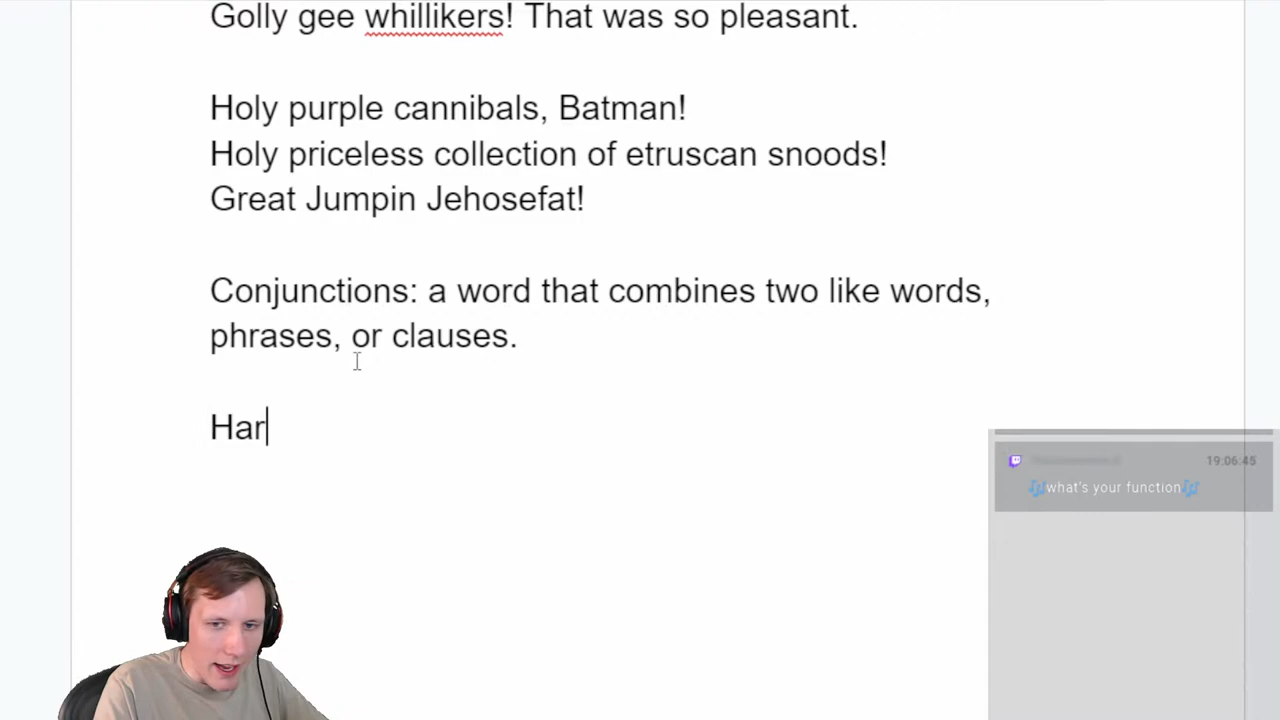 Golly gee whillikers! That was so pleasant.
Holy purple cannibals, Batman!
Holy priceless collection of etruscan snoods!
Great Jumpin Jehosefat!
Conjunctions: a word that combines two like words,
phrases, or clauses.
Har
19:06:45
🎶what's your function🎶